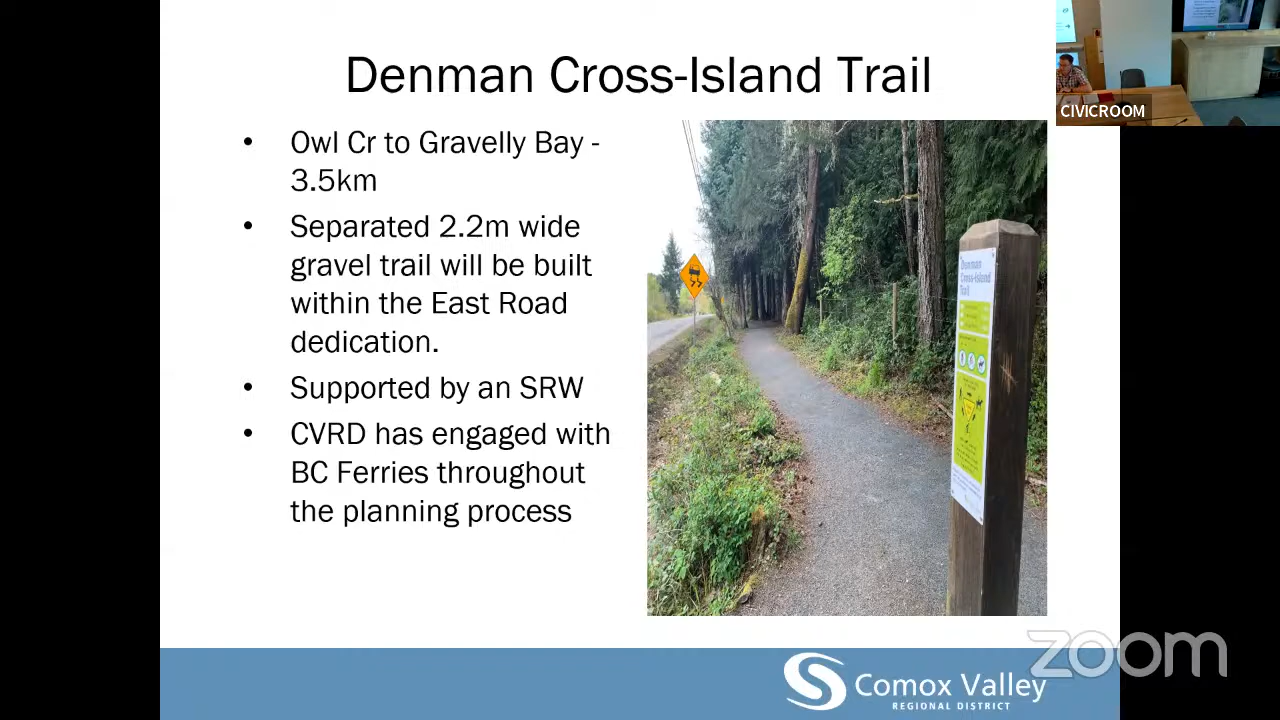 Denman Cross-Island Trail
CIVICROOM
• Owl Cr to Gravelly Bay -
3.5km
• Separated 2.2m wide
gravel trail will be built
within the East Road
dedication.
• Supported by an SRW
• CVRD has engaged with
BC Ferries throughout
the planning process
Denman
Cross-Island
Trail
zoom
Comox Valley
REGIONAL DISTRICT